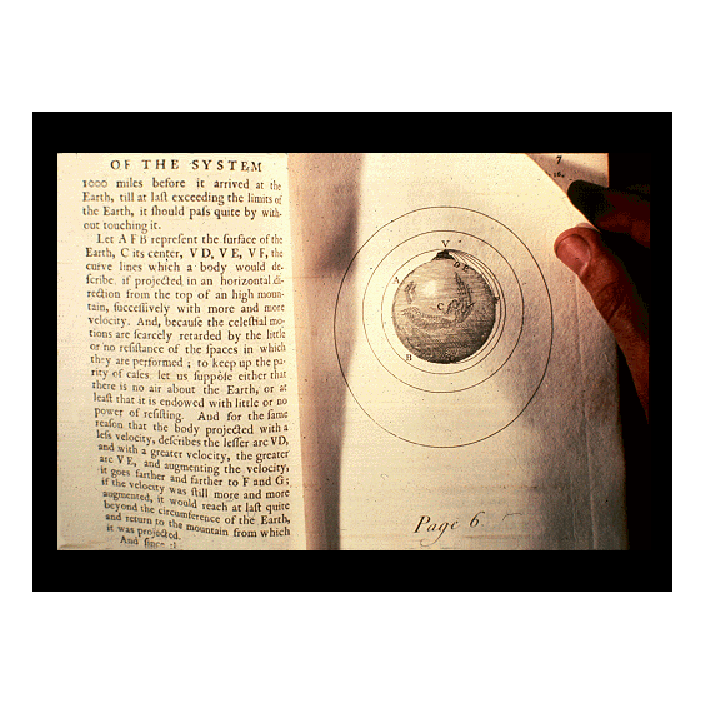 OF THE SYSTEM
1000 miles before it arrived at the
Earth, till at laſt exceeding the limits of
the Earth, it ſhould paſs quite by with-
out touching it.
Let A F B repreſent the ſurface of the
Earth, C its center, V D, V E, V F, the
curve lines which a body would de-
ſcribe, if projected in an horizontal di-
rection from the top of an high moun-
tain, ſucceſſively with more and more
velocity. And, becauſe the celeſtial mo-
tions are ſcarcely retarded by the little
or no reſiſtance of the ſpaces in which
they are performed; to keep up the pa-
rity of caſes, let us ſuppoſe either that
there is no air about the Earth, or at
leaſt that it is endowed with little or no
power of reſiſting. And for the ſame
reaſon that the body projected with a
leſs velocity, deſcribes the leſſer arc V D,
and with a greater velocity, the greater
arc V E, and augmenting the velocity,
it goes farther and farther to F and G;
if the velocity was ſtill more and more
augmented, it would reach at laſt quite
beyond the circumference of the Earth,
and return to the mountain from which
it was projected.
And ſince
7
V
A
D
E
F
C
B
Page 6.